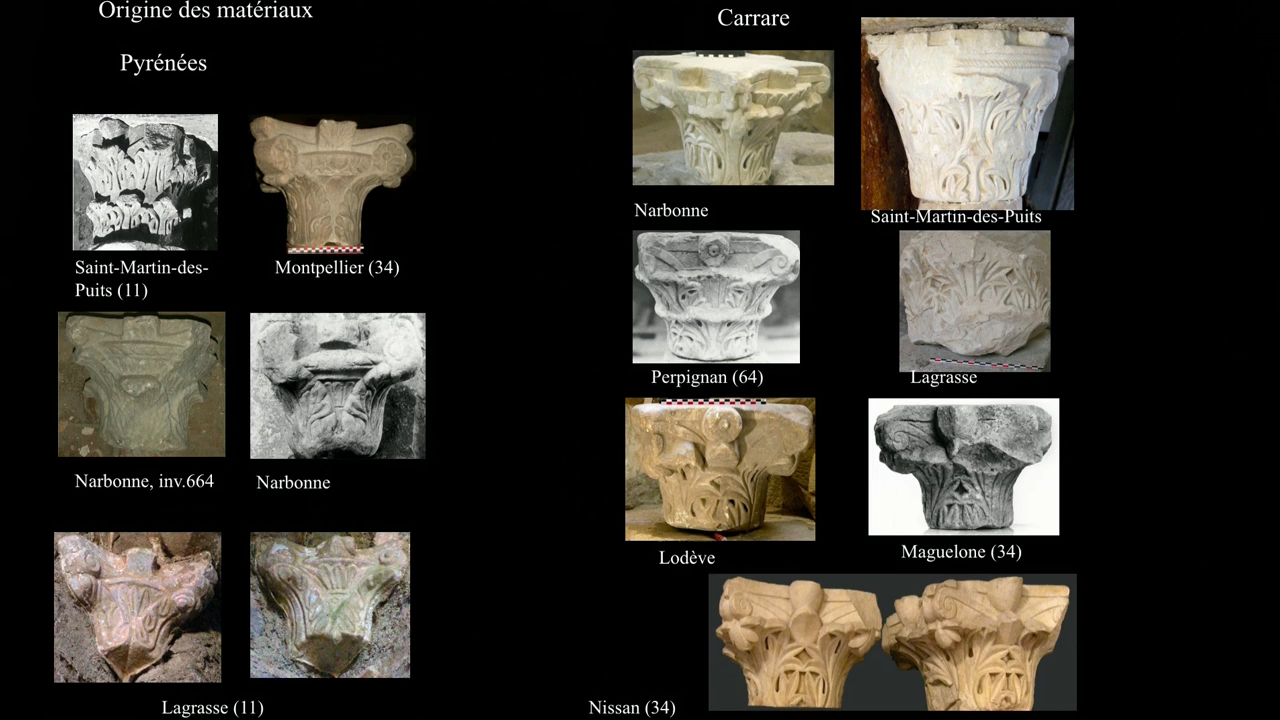 Origine des matériaux
Pyrénées
Saint-Martin-des-
Puits (11)
Montpellier (34)
Narbonne, inv.664
Narbonne
Lagrasse (11)
Carrare
Narbonne
Saint-Martin-des-Puits
Perpignan (64)
Lagrasse
Lodève
Maguelone (34)
Nissan (34)